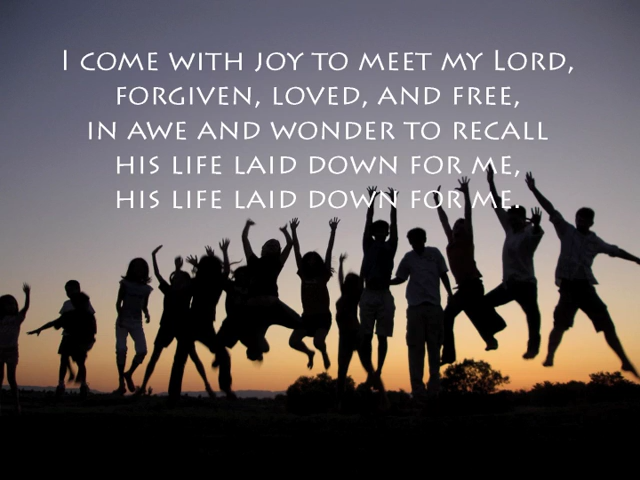 I come with joy to meet my Lord,
forgiven, loved, and free,
in awe and wonder to recall
his life laid down for me,
his life laid down for me.